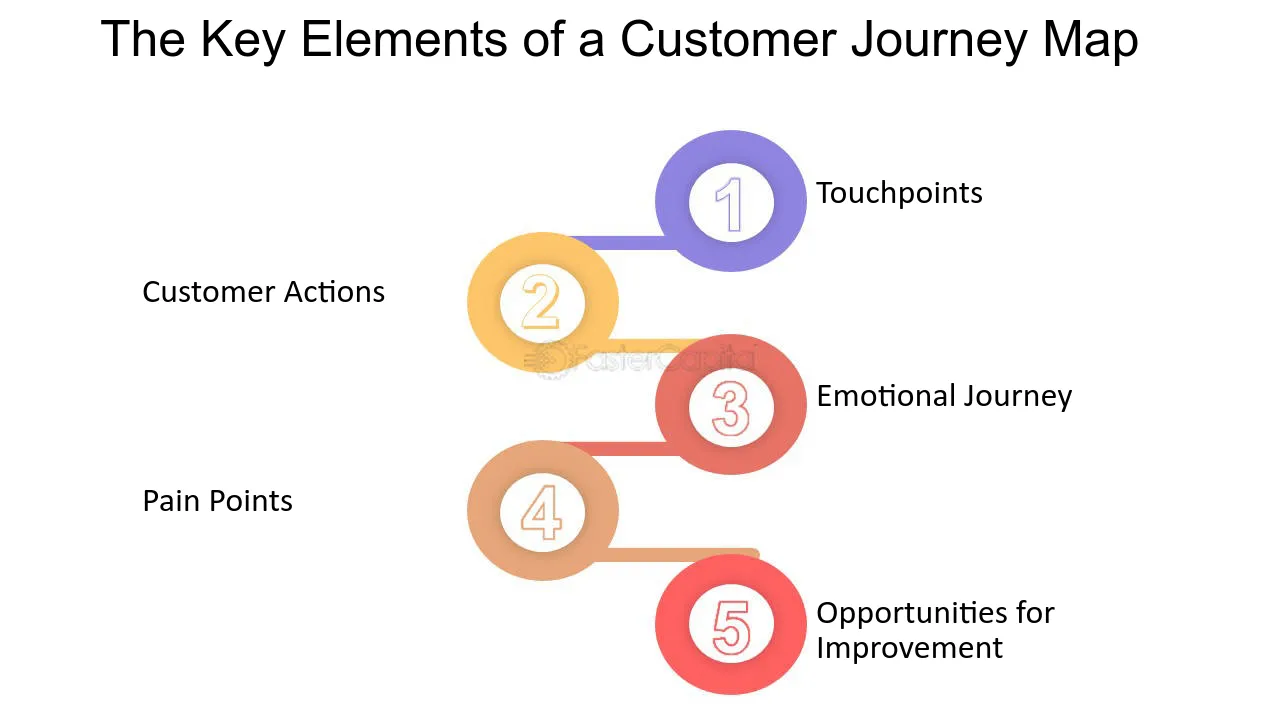 The Key Elements of a Customer Journey Map
1
Touchpoints
2
Customer Actions
FasterCapital
3
Emotional Journey
4
Pain Points
5
Opportunities for
Improvement